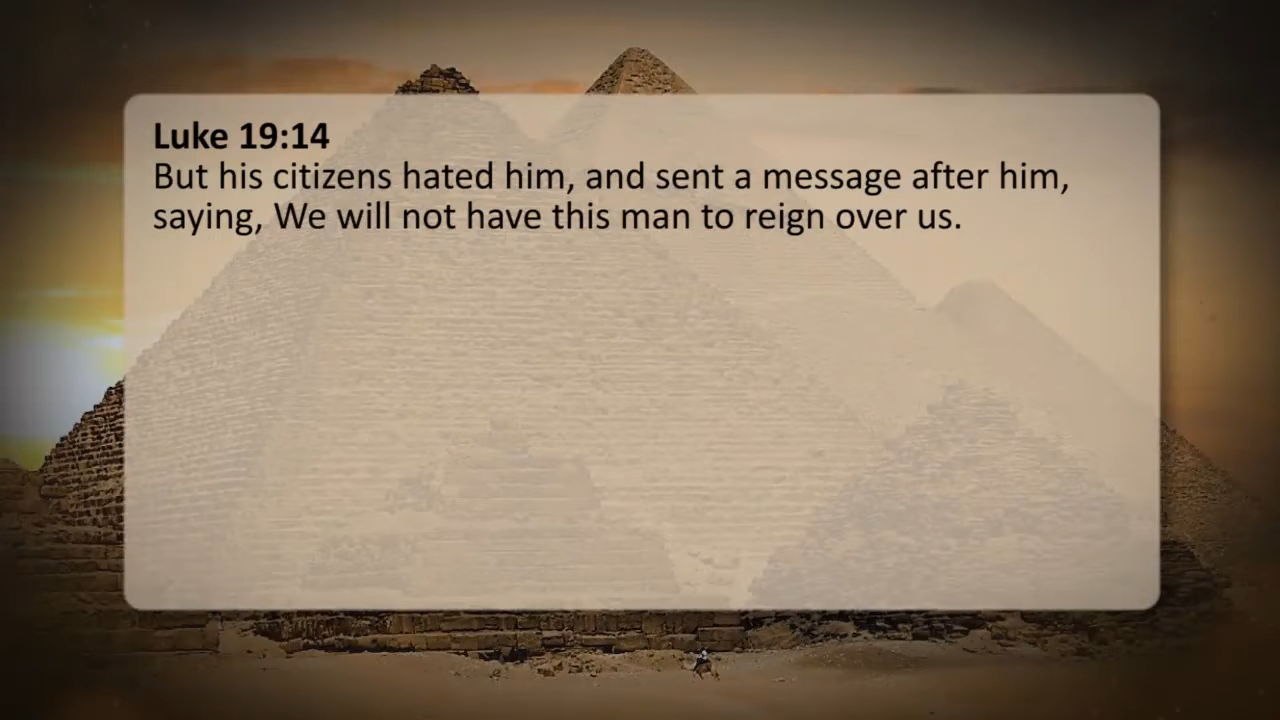 Luke 19:14
But his citizens hated him, and sent a message after him,
saying, We will not have this man to reign over us.